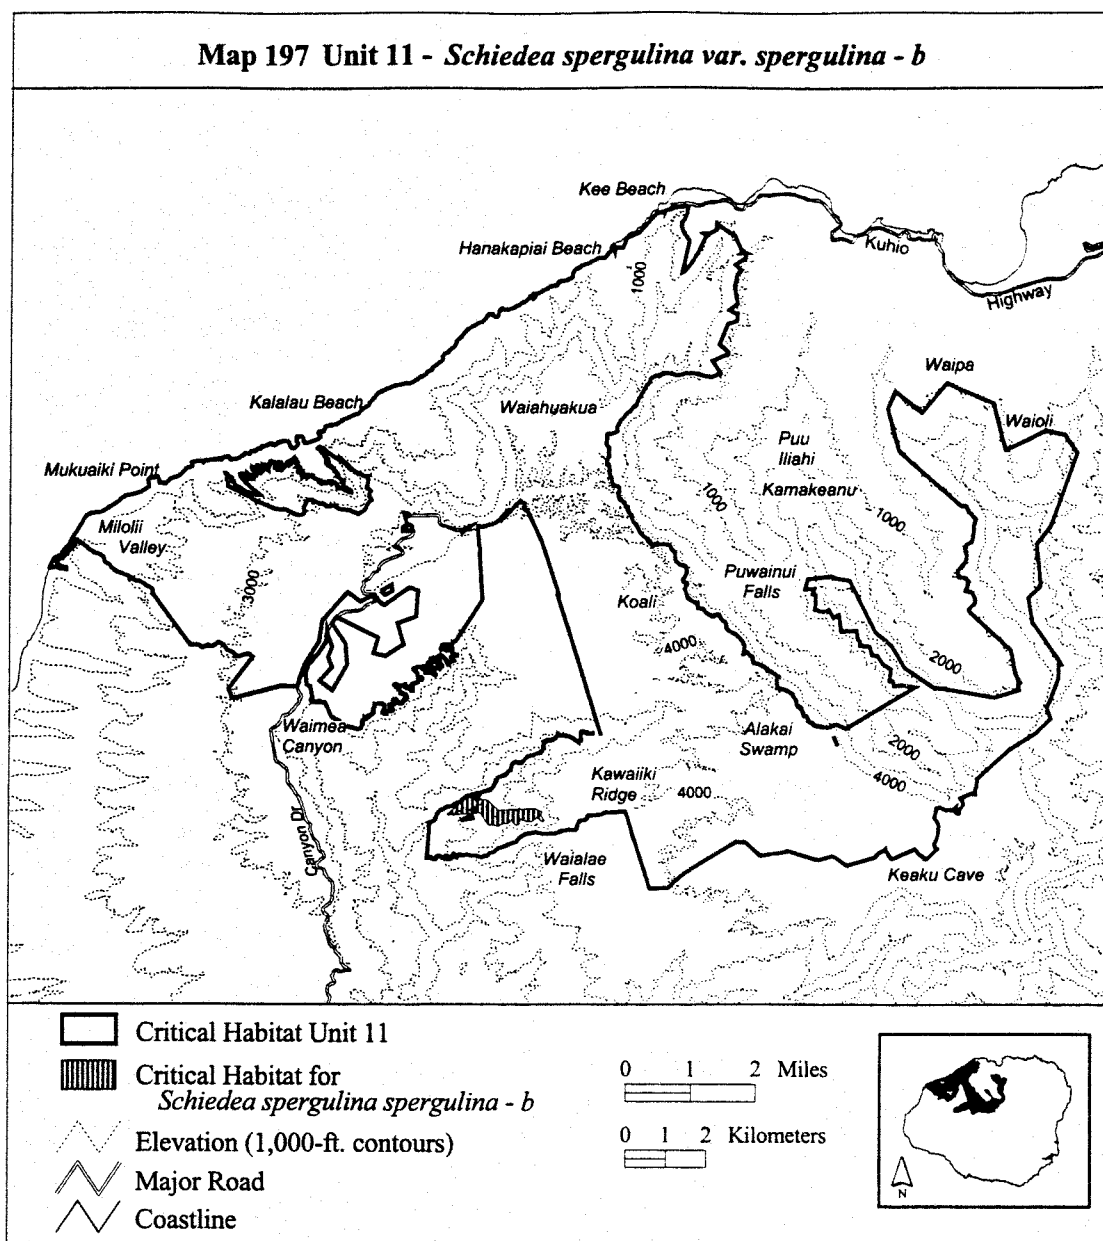 Map 197 Unit 11 - Schiedea spergulina var. spergulina - b
Kee Beach
Hanakapiai Beach
Kuhio
Highway
1000
Waipa
Kalalau Beach
Waiahuakua
Waioli
Puu
Iliahi
Mukuaiki Point
Kamakeanu
1000
1000
Milolii
Valley
Puwainui
Falls
3000
Koali
4000
2000
Waimea
Canyon
Alakai
Swamp
2000
Kawaiiki
Ridge
4000
4000
Canyon Dr
Waialae
Falls
Keaku Cave
Critical Habitat Unit 11
Critical Habitat for
Schiedea spergulina spergulina - b
Elevation (1,000-ft. contours)
Major Road
Coastline
0 1 2 Miles
0 1 2 Kilometers
N